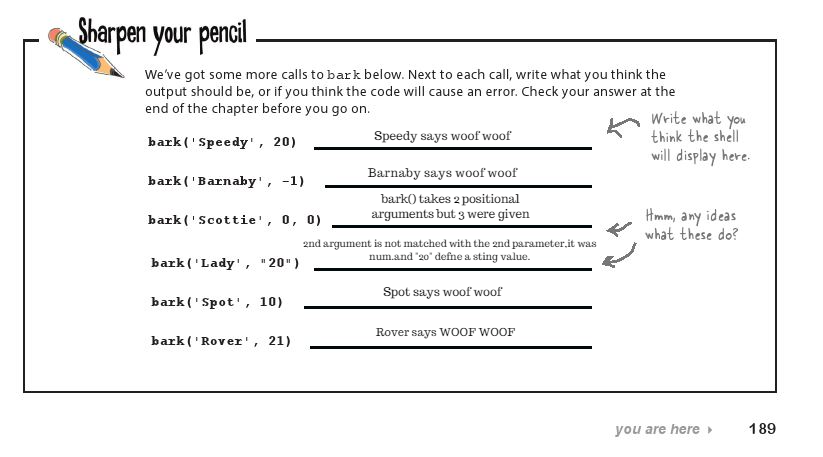 Sharpen your pencil
We've got some more calls to bark below. Next to each call, write what you think the
output should be, or if you think the code will cause an error. Check your answer at the
end of the chapter before you go on.
Write what you
think the shell
will display here.
bark('Speedy', 20) Speedy says woof woof
bark('Barnaby', -1) Barnaby says woof woof
bark() takes 2 positional
arguments but 3 were given
bark('Scottie', 0, 0)
Hmm, any ideas
what these do?
2nd argument is not matched with the 2nd parameter,it was
num.and "20" defne a sting value.
bark('Lady', "20")
bark('Spot', 10) Spot says woof woof
bark('Rover', 21) Rover says WOOF WOOF
you are here 189